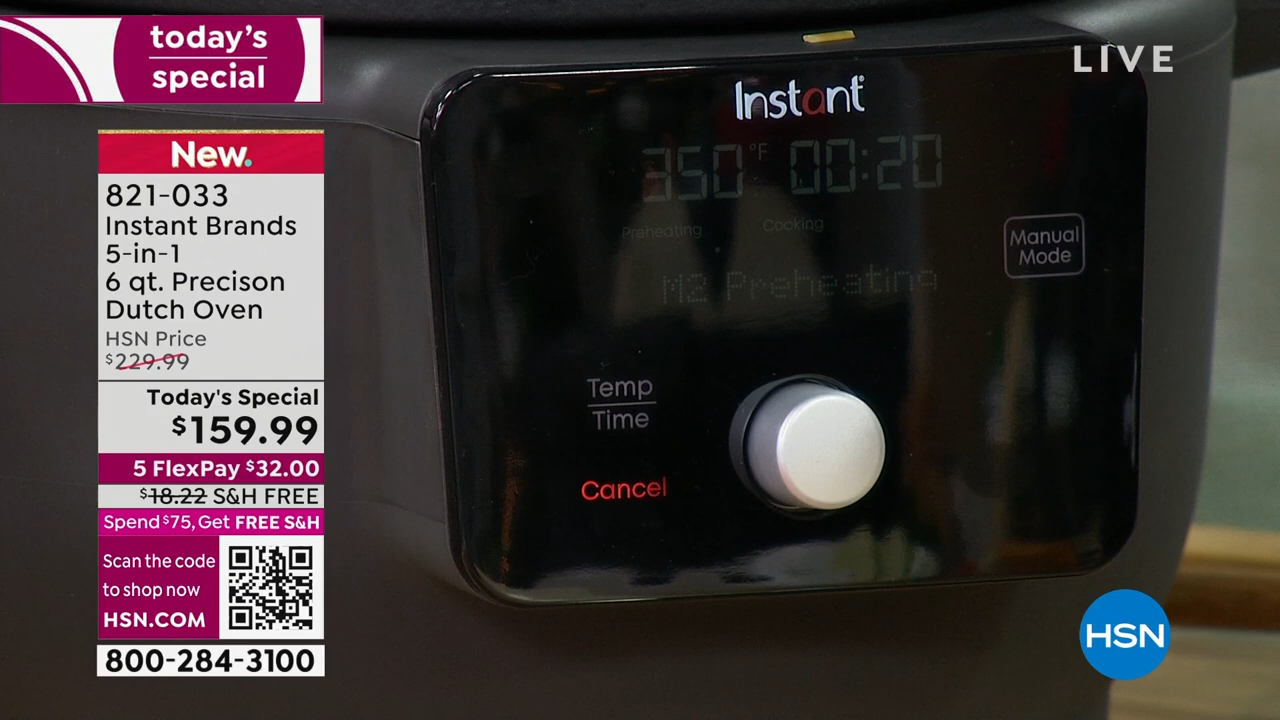 today's
special
LIVE
New.
821-033
Instant Brands
5-in-1
6 qt. Precison
Dutch Oven
HSN Price
$229.99
Today's Special
$159.99
5 FlexPay $32.00
$18.22 S&H FREE
Spend $75, Get FREE S&H
Scan the code
to shop now
HSN.COM
800-284-3100
Instant
350°F 00:20
Preheating Cooking
M2 Preheating
Manual
Mode
Temp
Time
Cancel
HSN